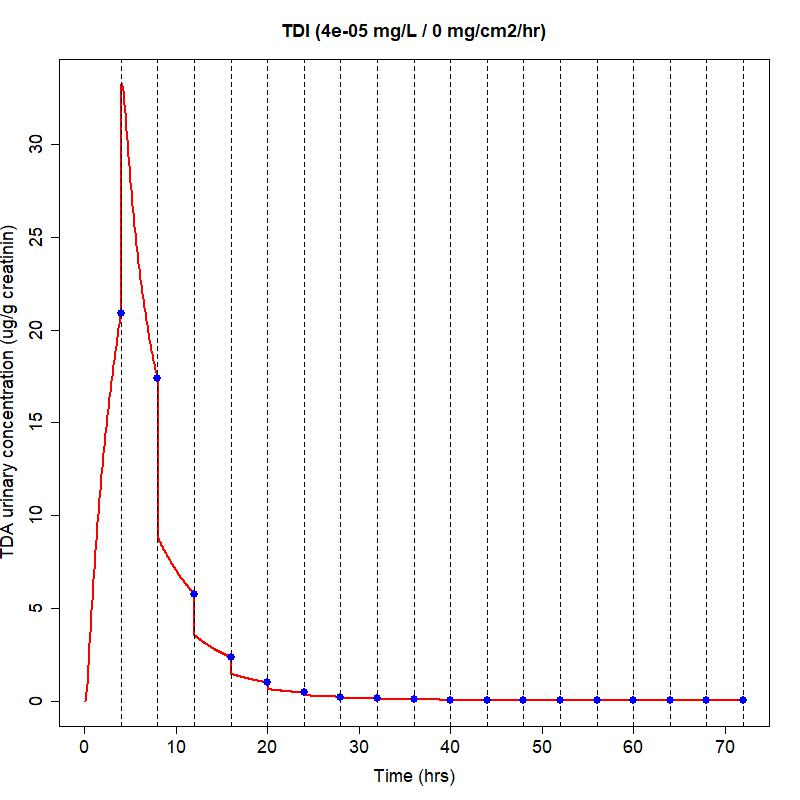 TDI (4e-05 mg/L / 0 mg/cm2/hr)
TDA urinary concentration (ug/g creatinin)
30
25
20
15
10
5
0
0 10 20 30 40 50 60 70
Time (hrs)